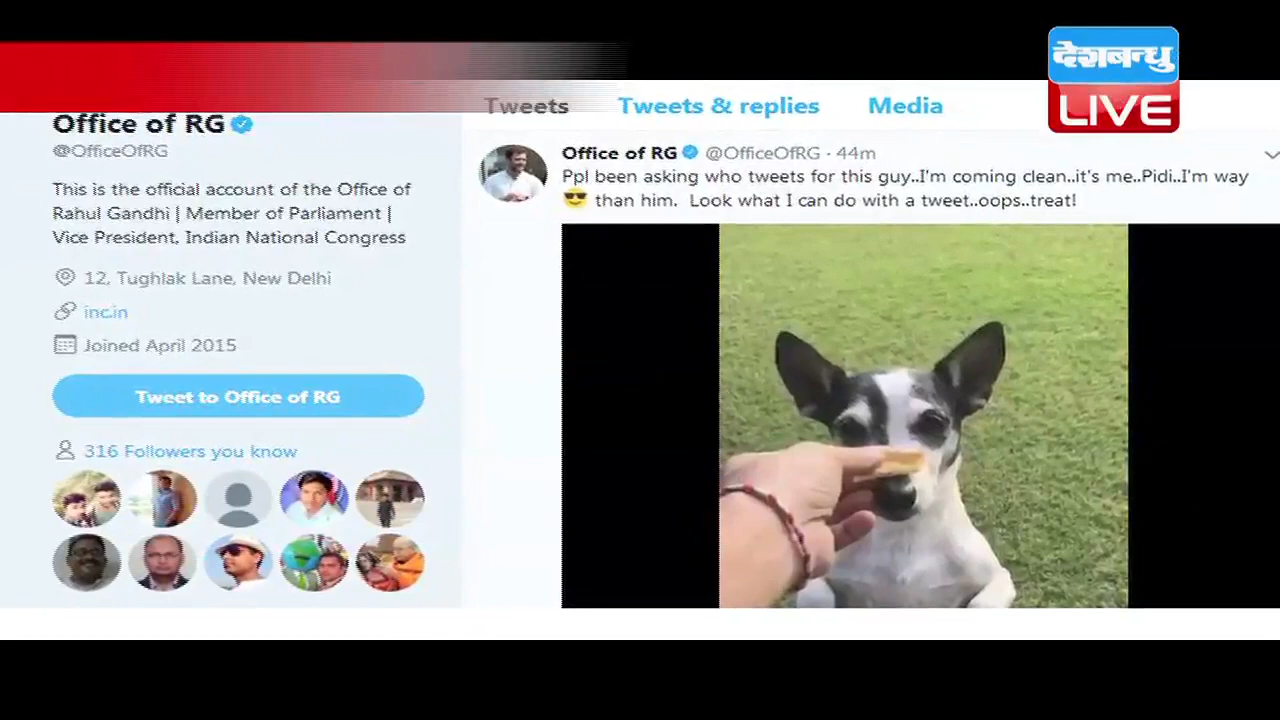 देशबन्धु
LIVE
Tweets Tweets & replies Media
Office of RG
@OfficeOfRG
This is the official account of the Office of
Rahul Gandhi | Member of Parliament |
Vice President, Indian National Congress
12, Tughlak Lane, New Delhi
inc.in
Joined April 2015
Tweet to Office of RG
316 Followers you know
Office of RG @OfficeOfRG · 44m
Ppl been asking who tweets for this guy..I'm coming clean..it's me..Pidi..I'm way
😎 than him. Look what I can do with a tweet..oops..treat!